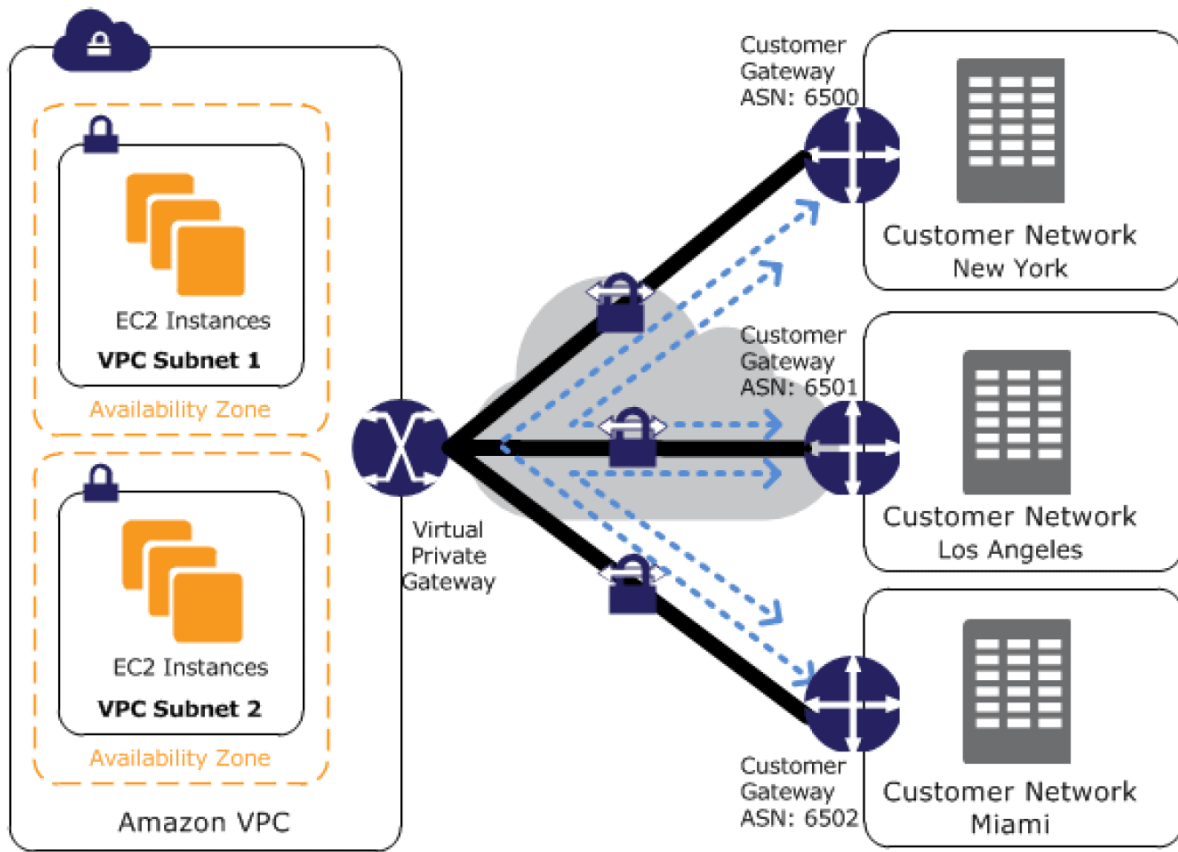 EC2 Instances
VPC Subnet 1
Availability Zone
EC2 Instances
VPC Subnet 2
Availability Zone
Amazon VPC
Virtual
Private
Gateway
Customer
Gateway
ASN: 6500
Customer Network
New York
Customer
Gateway
ASN: 6501
Customer Network
Los Angeles
Customer
Gateway
ASN: 6502
Customer Network
Miami